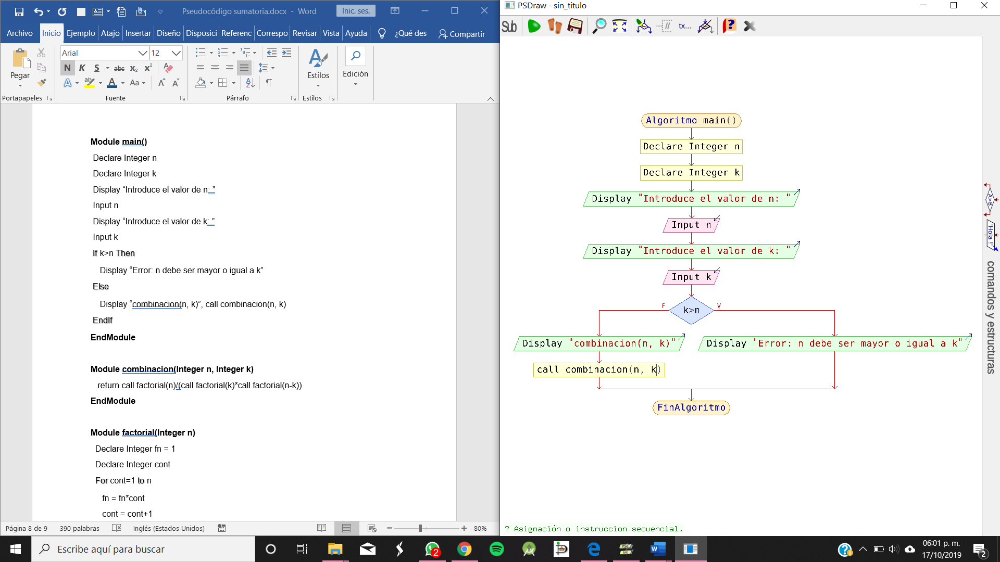 Pseudocódigo sumatoria.docx - Word
Inic. ses.
Archivo Inicio Ejemplo Atajo Insertar Diseño Disposici Referenc Correspo Revisar Vista Ayuda ¿Qué des Compartir
Arial 12
Pegar
N K S abc x₂ x² A
A ab A Aa A A
Estilos
Edición
Portapapeles Fuente Párrafo Estilos
Module main()
Declare Integer n
Declare Integer k
Display “Introduce el valor de n: ”
Input n
Display “Introduce el valor de k: ”
Input k
If k>n Then
Display “Error: n debe ser mayor o igual a k”
Else
Display “combinacion(n, k)”, call combinacion(n, k)
EndIf
EndModule
Module combinacion(Integer n, Integer k)
return call factorial(n)/(call factorial(k)*call factorial(n-k))
EndModule
Module factorial(Integer n)
Declare Integer fn = 1
Declare Integer cont
For cont=1 to n
fn = fn*cont
cont = cont+1
Página 8 de 9 390 palabras Inglés (Estados Unidos) 80%
PSDraw - sin_titulo
Sub tx...
Algoritmo main()
Declare Integer n
Declare Integer k
Display "Introduce el valor de n: "
Input n
Display "Introduce el valor de k: "
Input k
F k>n V
Display "combinacion(n, k)" Display "Error: n debe ser mayor o igual a k"
call combinacion(n, k)
FinAlgoritmo
A>B
'Hola !'
comandos y estructuras
? Asignación o instruccion secuencial.
Escribe aquí para buscar
2
06:01 p. m.
17/10/2019
2